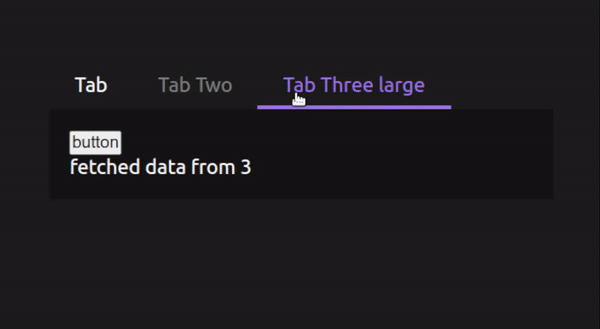 Tab Tab Two Tab Three large
button
fetched data from 3